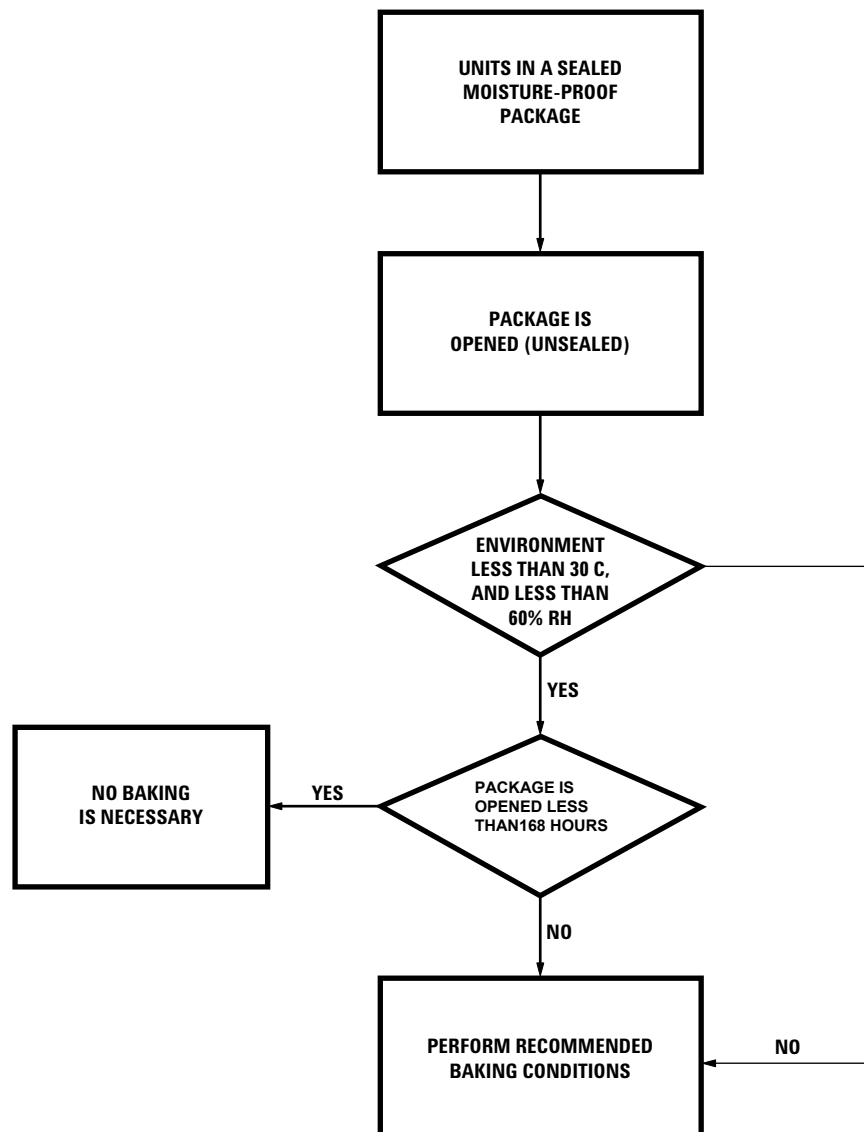 UNITS IN A SEALED
MOISTURE-PROOF
PACKAGE
PACKAGE IS
OPENED (UNSEALED)
ENVIRONMENT
LESS THAN 30 C,
AND LESS THAN
60% RH
YES
NO BAKING
IS NECESSARY
YES
PACKAGE IS
OPENED LESS
THAN168 HOURS
NO
PERFORM RECOMMENDED
BAKING CONDITIONS
NO